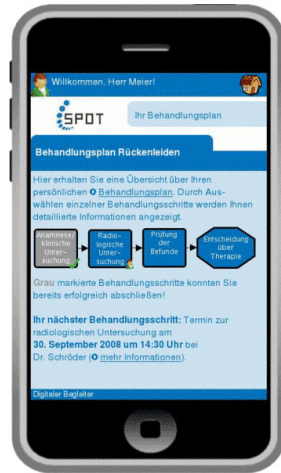 Willkommen, Herr Meier!
SPOT
Ihr Behandlungsplan
Behandlungsplan Rückenleiden
Hier erhalten Sie eine Übersicht über Ihren
persönlichen Behandlungsplan. Durch Aus-
wählen einzelner Behandlungsschritte werden Ihnen
detaillierte Informationen angezeigt.
Anamnese/
klinische
Unter-
suchung
Radio-
logische
Unter-
suchung
Prüfung
der
Befunde
Entscheidung
über
Therapie
Grau markierte Behandlungsschritte konnten Sie
bereits erfolgreich abschließen!
Ihr nächster Behandlungsschritt: Termin zur
radiologischen Untersuchung am
30. September 2008 um 14:30 Uhr bei
Dr. Schröder (mehr Informationen).
Digitaler Begleiter